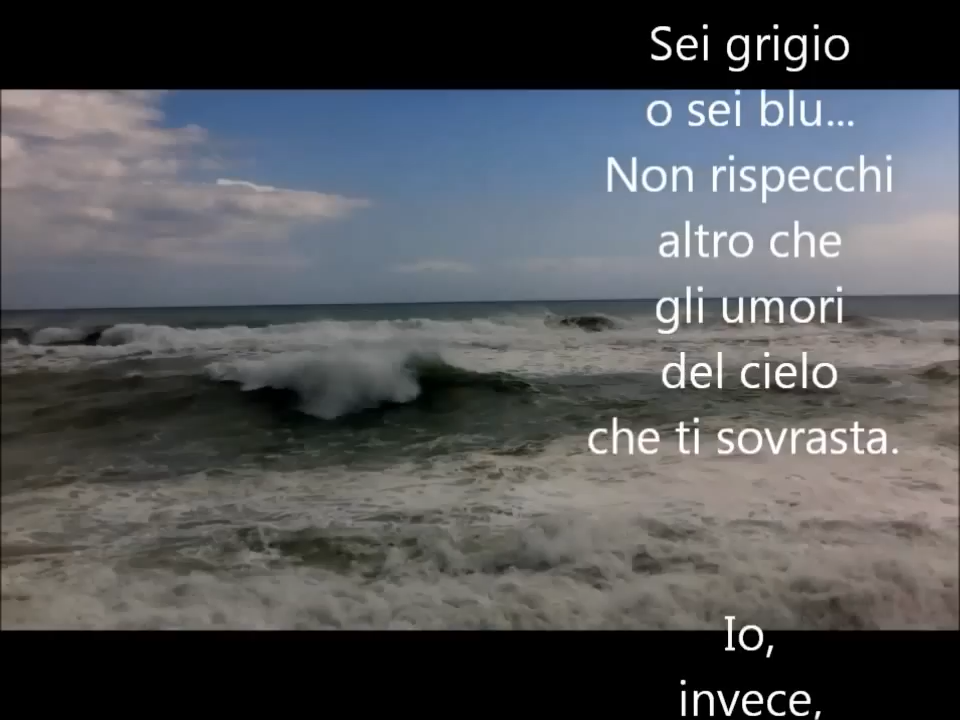 Sei grigio
o sei blu...
Non rispecchi
altro che
gli umori
del cielo
che ti sovrasta.
Io,
invece,